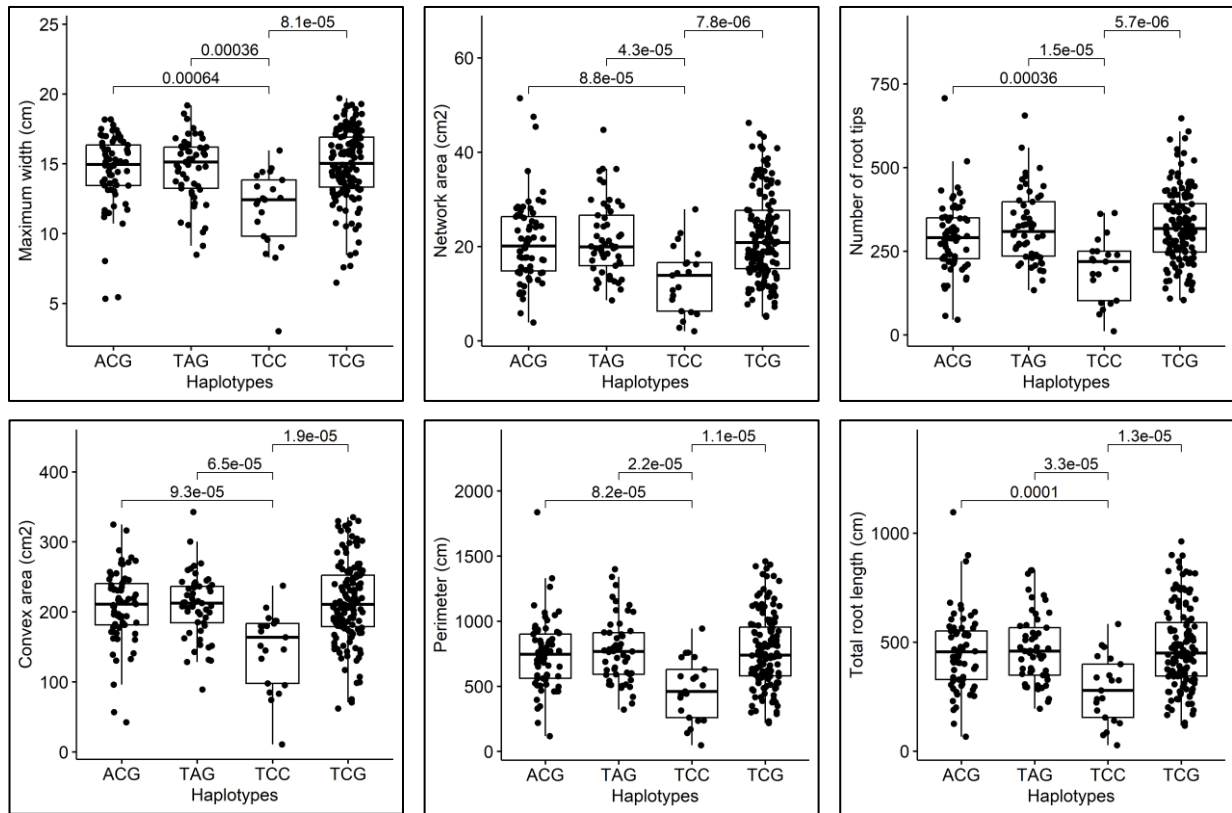 8.1e-05
0.00036
0.00064
25
20
15
10
5
Maximum width (cm)
ACG TAG TCC TCG
Haplotypes
7.8e-06
4.3e-05
8.8e-05
60
40
20
0
Network area (cm2)
ACG TAG TCC TCG
Haplotypes
5.7e-06
1.5e-05
0.00036
750
500
250
0
Number of root tips
ACG TAG TCC TCG
Haplotypes
1.9e-05
6.5e-05
9.3e-05
400
300
200
100
0
Convex area (cm2)
ACG TAG TCC TCG
Haplotypes
1.1e-05
2.2e-05
8.2e-05
2000
1500
1000
500
0
Perimeter (cm2)
ACG TAG TCC TCG
Haplotypes
1.3e-05
3.3e-05
0.0001
1000
500
0
Total root length (cm)
ACG TAG TCC TCG
Haplotypes